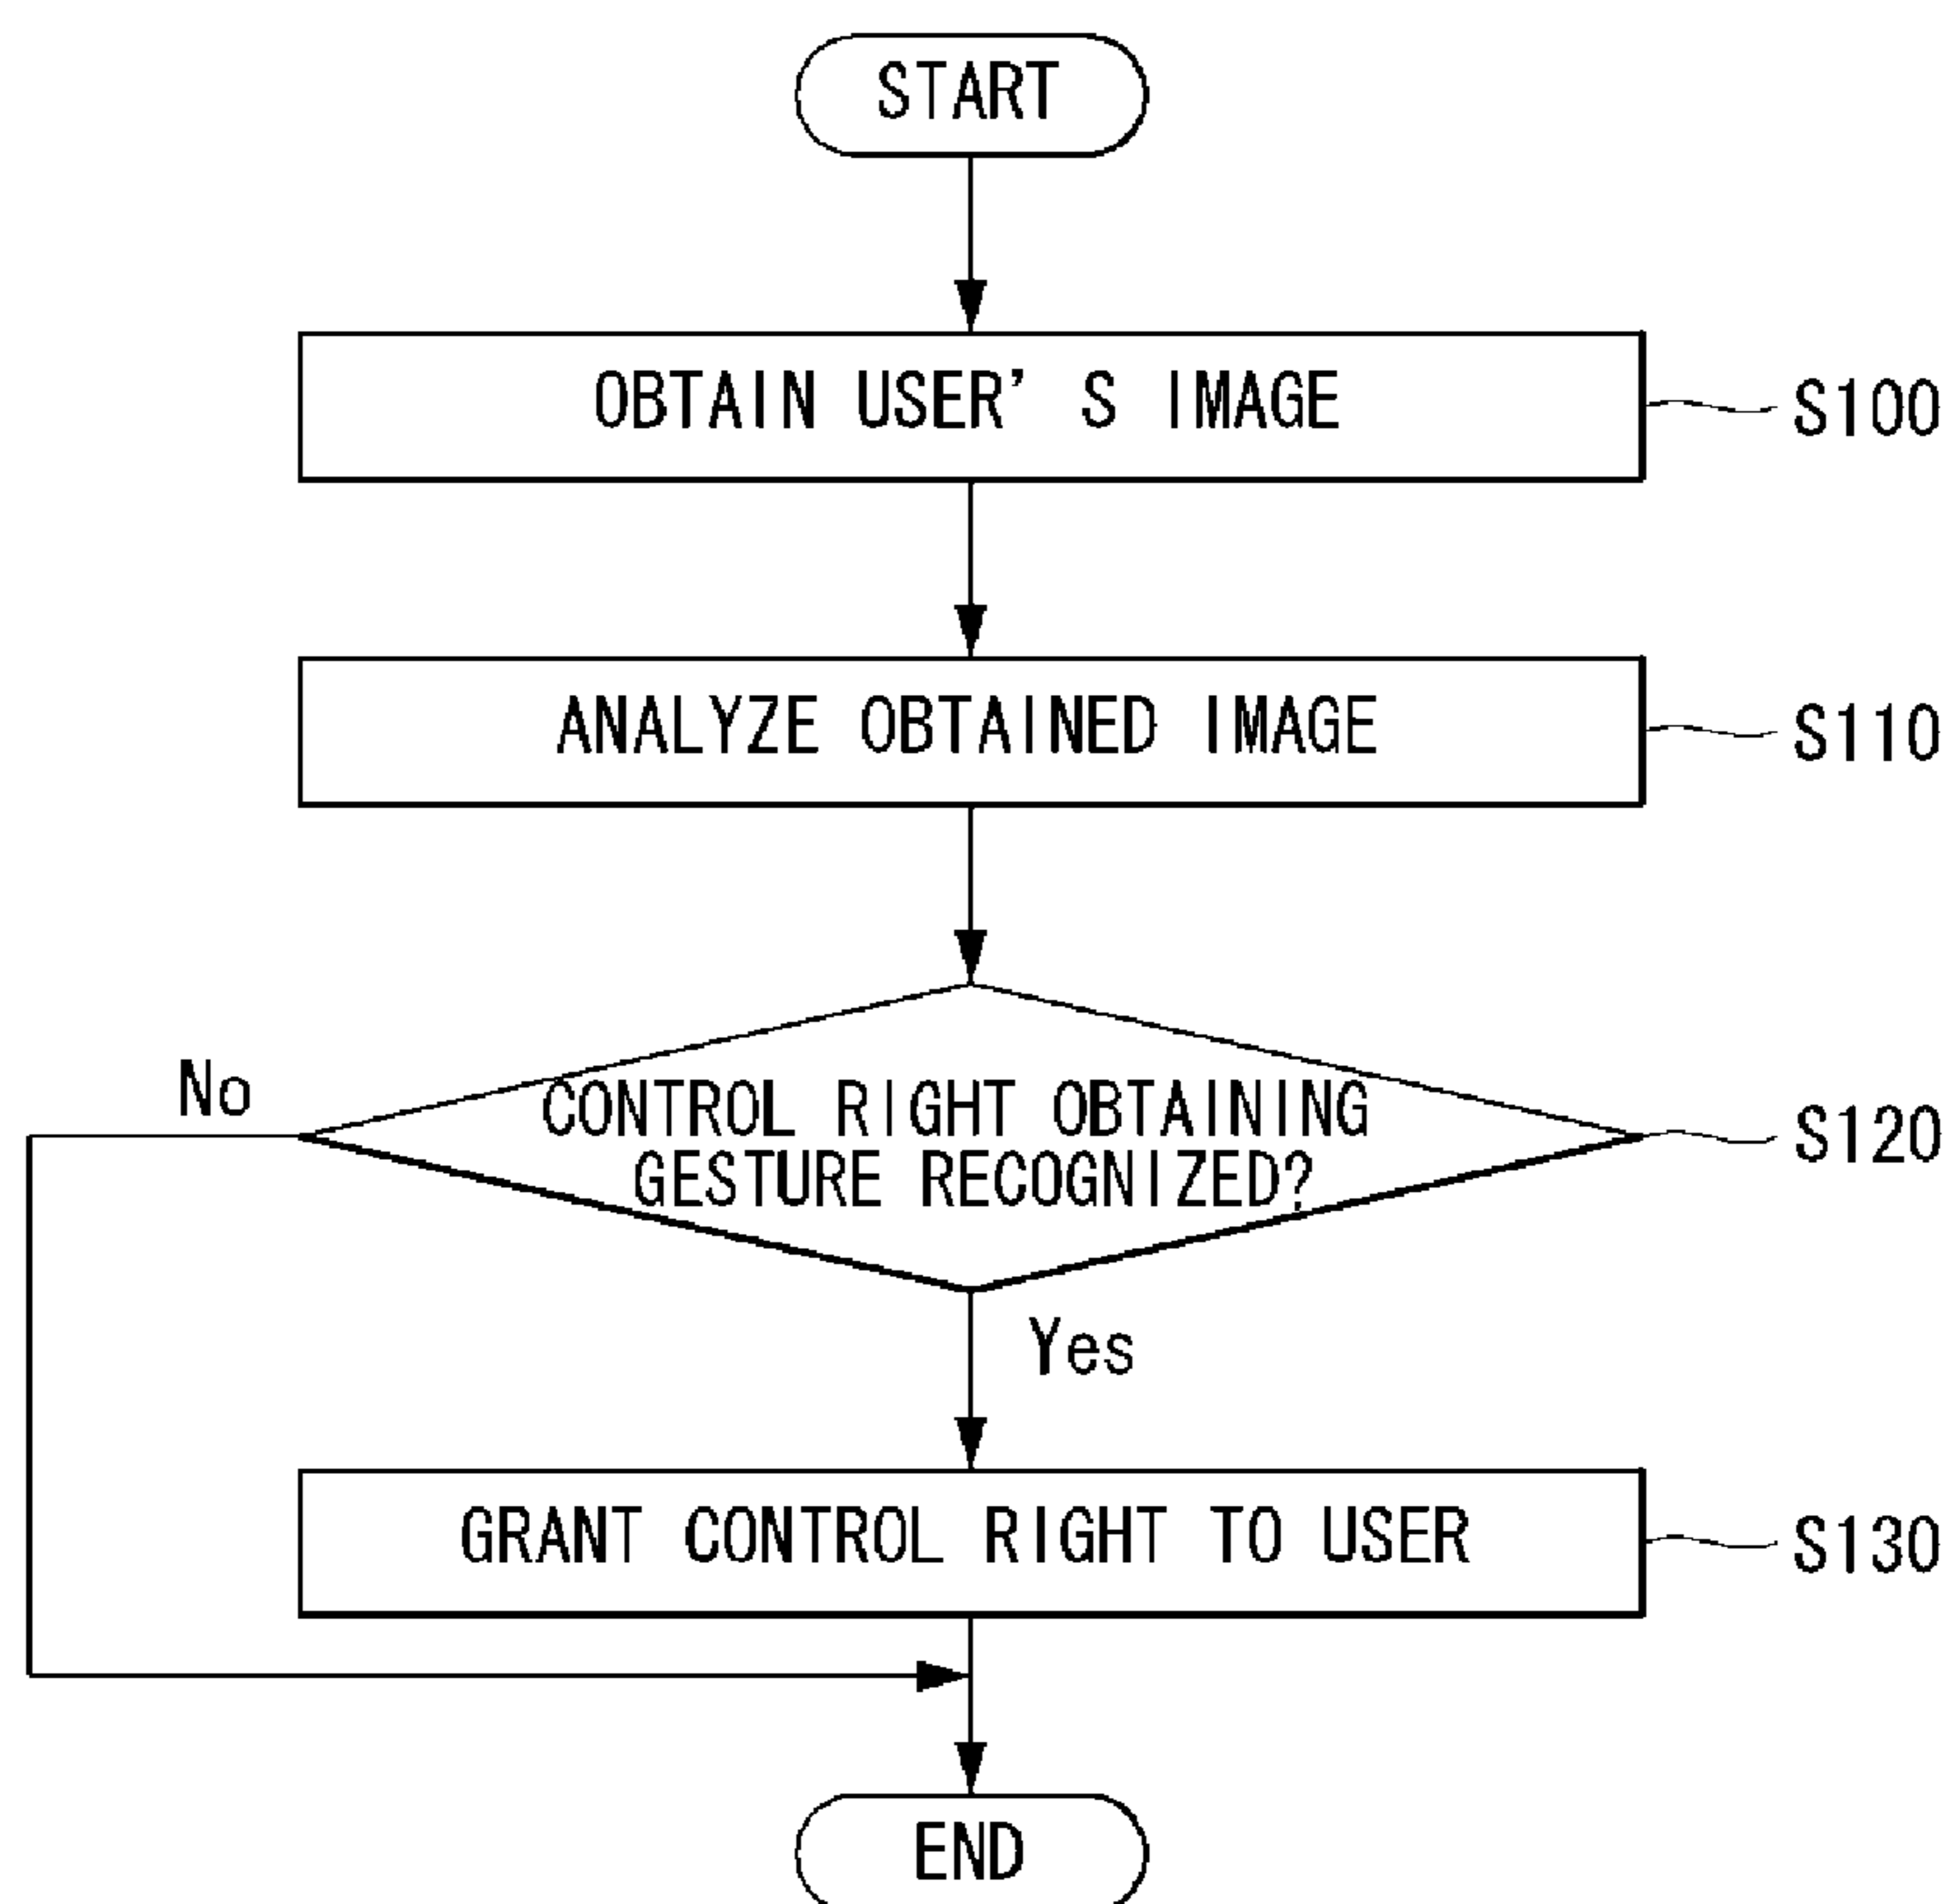 START
OBTAIN USER' S IMAGE
S100
ANALYZE OBTAINED IMAGE
S110
No
CONTROL RIGHT OBTAINING
GESTURE RECOGNIZED?
S120
Yes
GRANT CONTROL RIGHT TO USER
S130
END